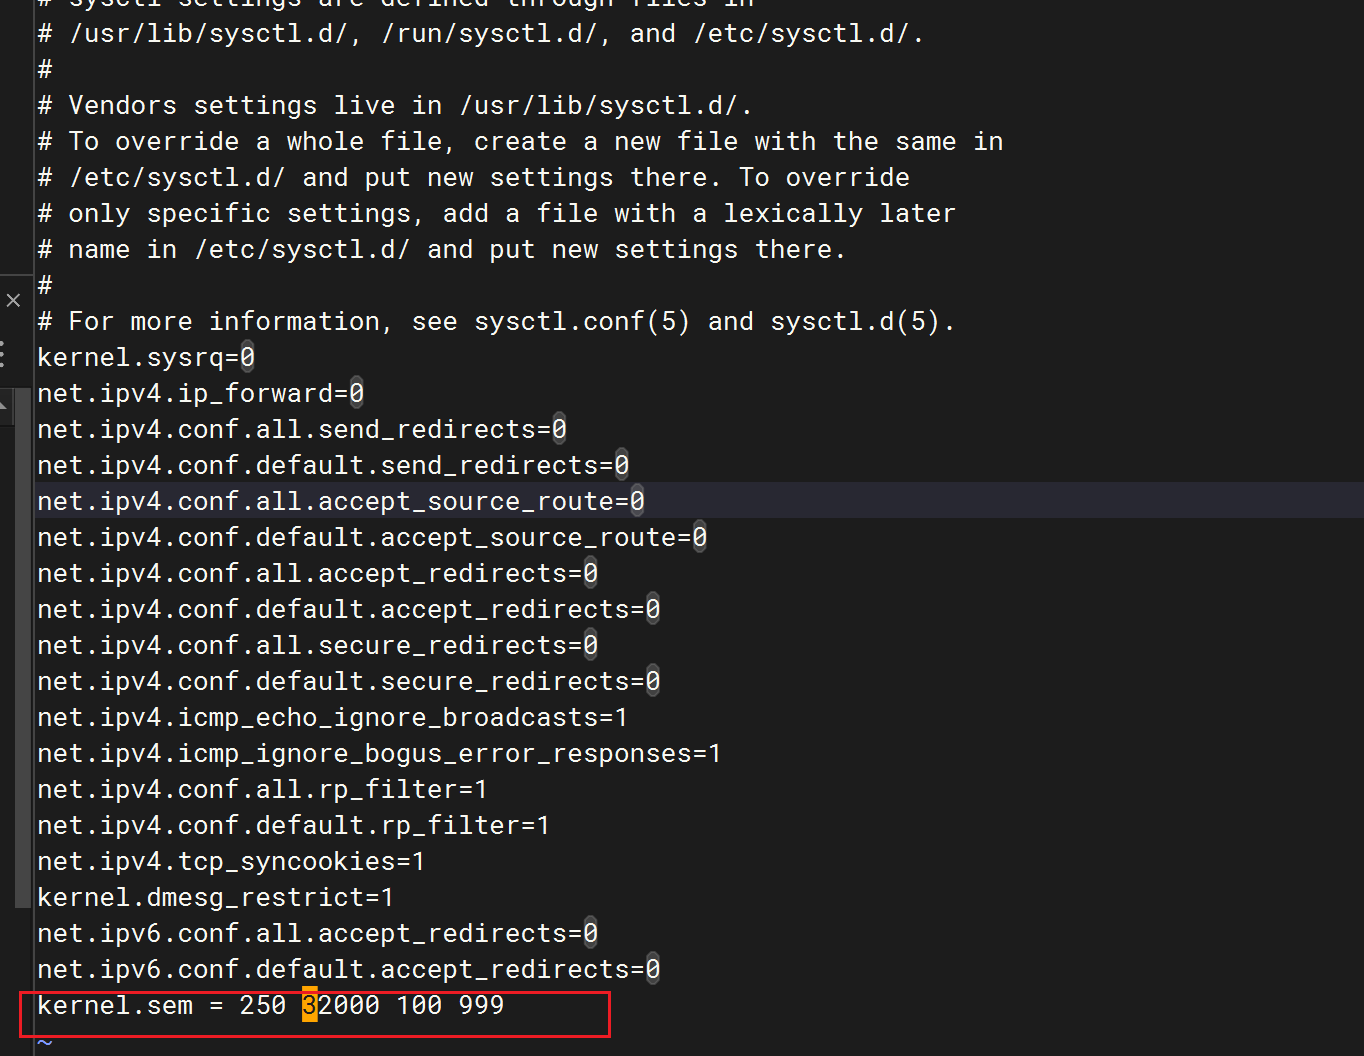 # sysctl settings are defined through files in
# /usr/lib/sysctl.d/, /run/sysctl.d/, and /etc/sysctl.d/.
#
# Vendors settings live in /usr/lib/sysctl.d/.
# To override a whole file, create a new file with the same in
# /etc/sysctl.d/ and put new settings there. To override
# only specific settings, add a file with a lexically later
# name in /etc/sysctl.d/ and put new settings there.
#
# For more information, see sysctl.conf(5) and sysctl.d(5).
kernel.sysrq=0
net.ipv4.ip_forward=0
net.ipv4.conf.all.send_redirects=0
net.ipv4.conf.default.send_redirects=0
net.ipv4.conf.all.accept_source_route=0
net.ipv4.conf.default.accept_source_route=0
net.ipv4.conf.all.accept_redirects=0
net.ipv4.conf.default.accept_redirects=0
net.ipv4.conf.all.secure_redirects=0
net.ipv4.conf.default.secure_redirects=0
net.ipv4.icmp_echo_ignore_broadcasts=1
net.ipv4.icmp_ignore_bogus_error_responses=1
net.ipv4.conf.all.rp_filter=1
net.ipv4.conf.default.rp_filter=1
net.ipv4.tcp_syncookies=1
kernel.dmesg_restrict=1
net.ipv6.conf.all.accept_redirects=0
net.ipv6.conf.default.accept_redirects=0
kernel.sem = 250 32000 100 999
~